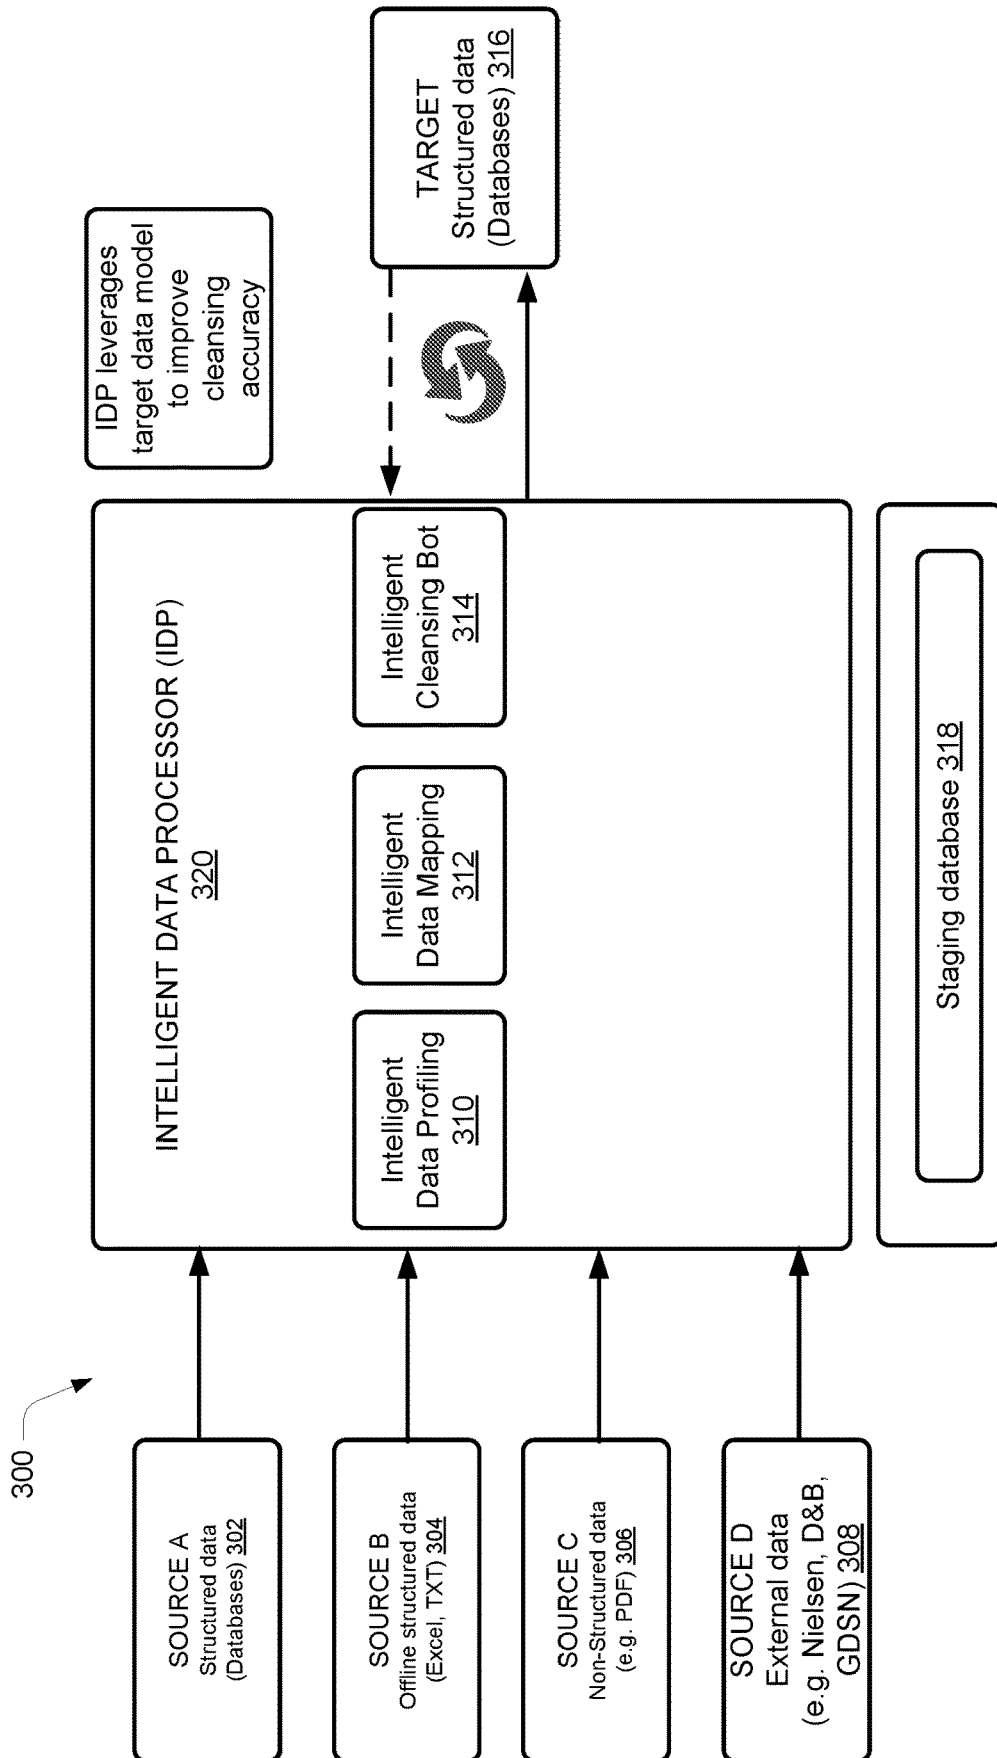 300
SOURCE A
Structured data
(Databases) 302
SOURCE B
Offline structured data
(Excel, TXT) 304
SOURCE C
Non-Structured data
(e.g. PDF) 306
SOURCE D
External data
(e.g. Nielsen, D&B,
GDSN) 308
INTELLIGENT DATA PROCESSOR (IDP)
320
Intelligent
Data Profiling
310
Intelligent
Data Mapping
312
Intelligent
Cleansing Bot
314
Staging database 318
IDP leverages
target data model
to improve
cleansing
accuracy
TARGET
Structured data
(Databases) 316